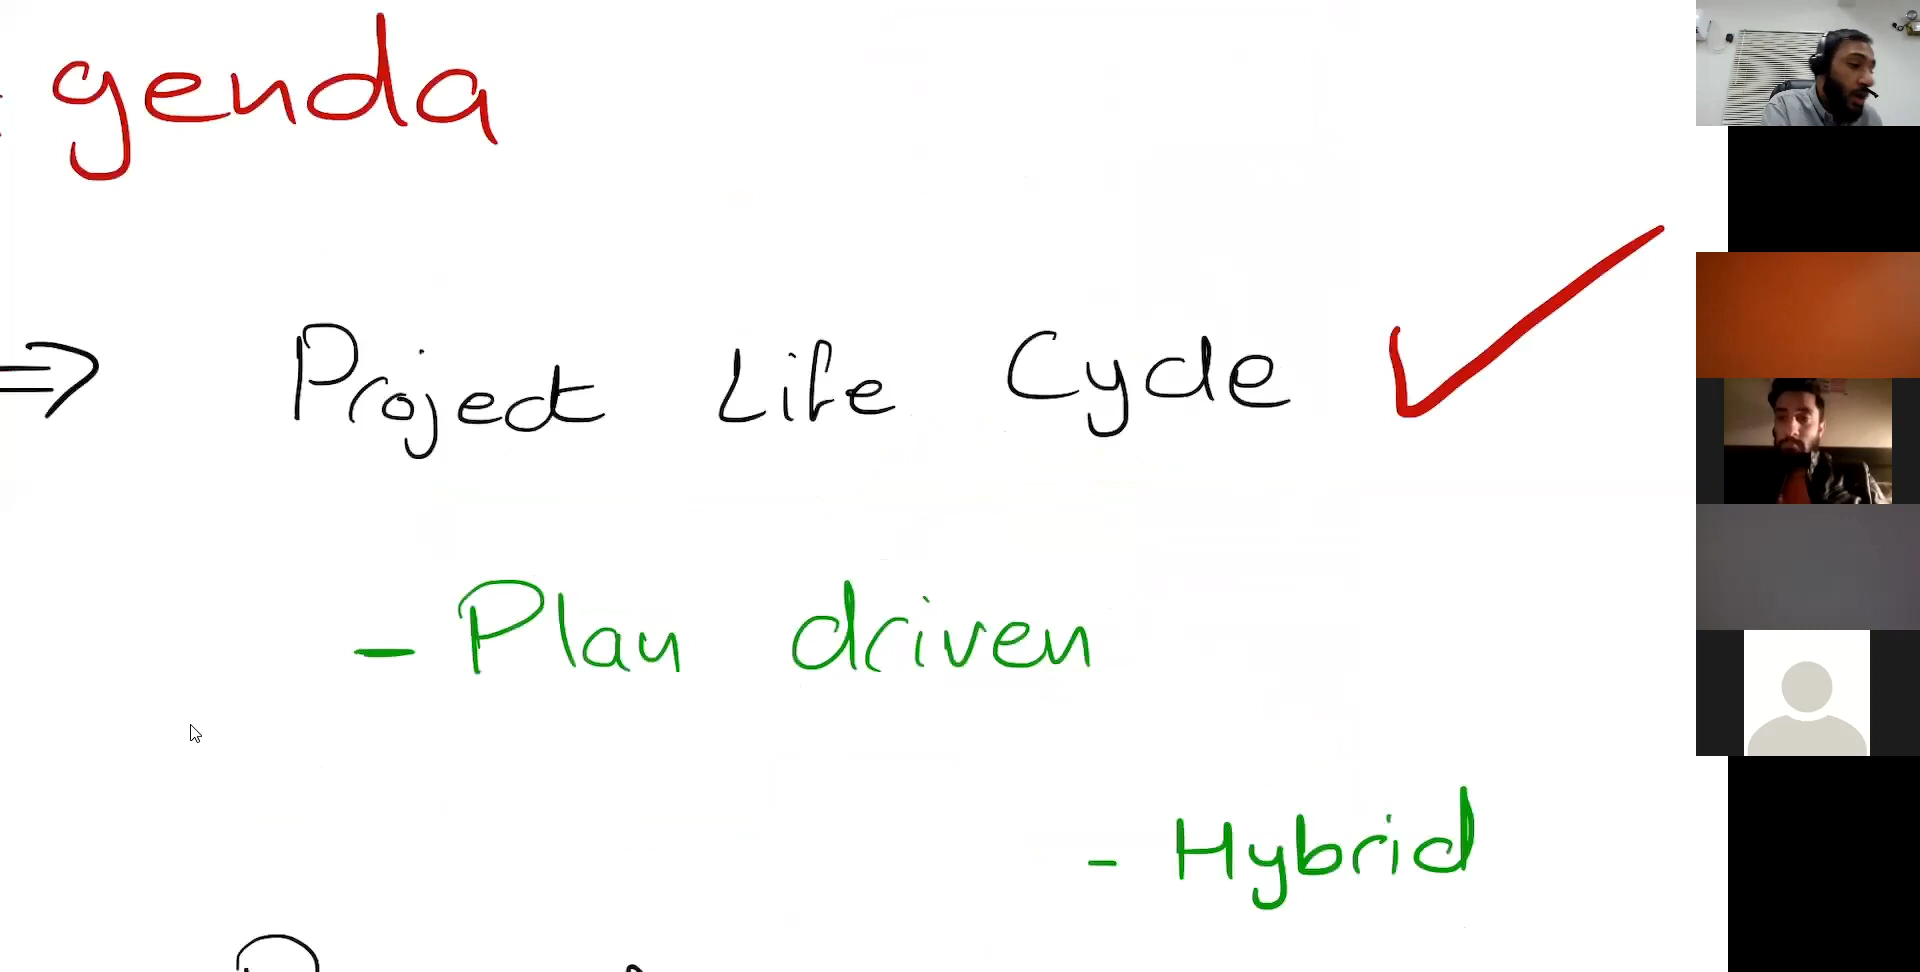 genda
⇒ Project Life Cycle ✓
- Plan driven
- Hybrid